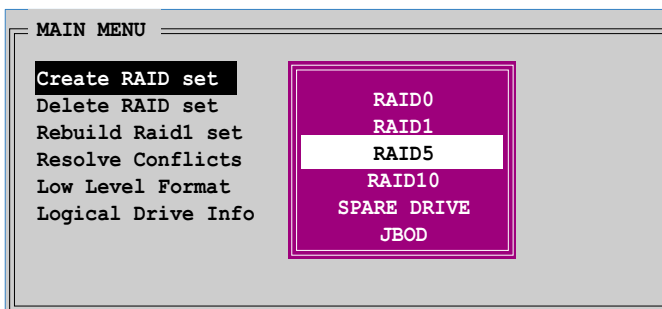 MAIN MENU
Create RAID set
Delete RAID set
Rebuild Raid1 set
Resolve Conflicts
Low Level Format
Logical Drive Info
RAID0
RAID1
RAID5
RAID10
SPARE DRIVE
JBOD